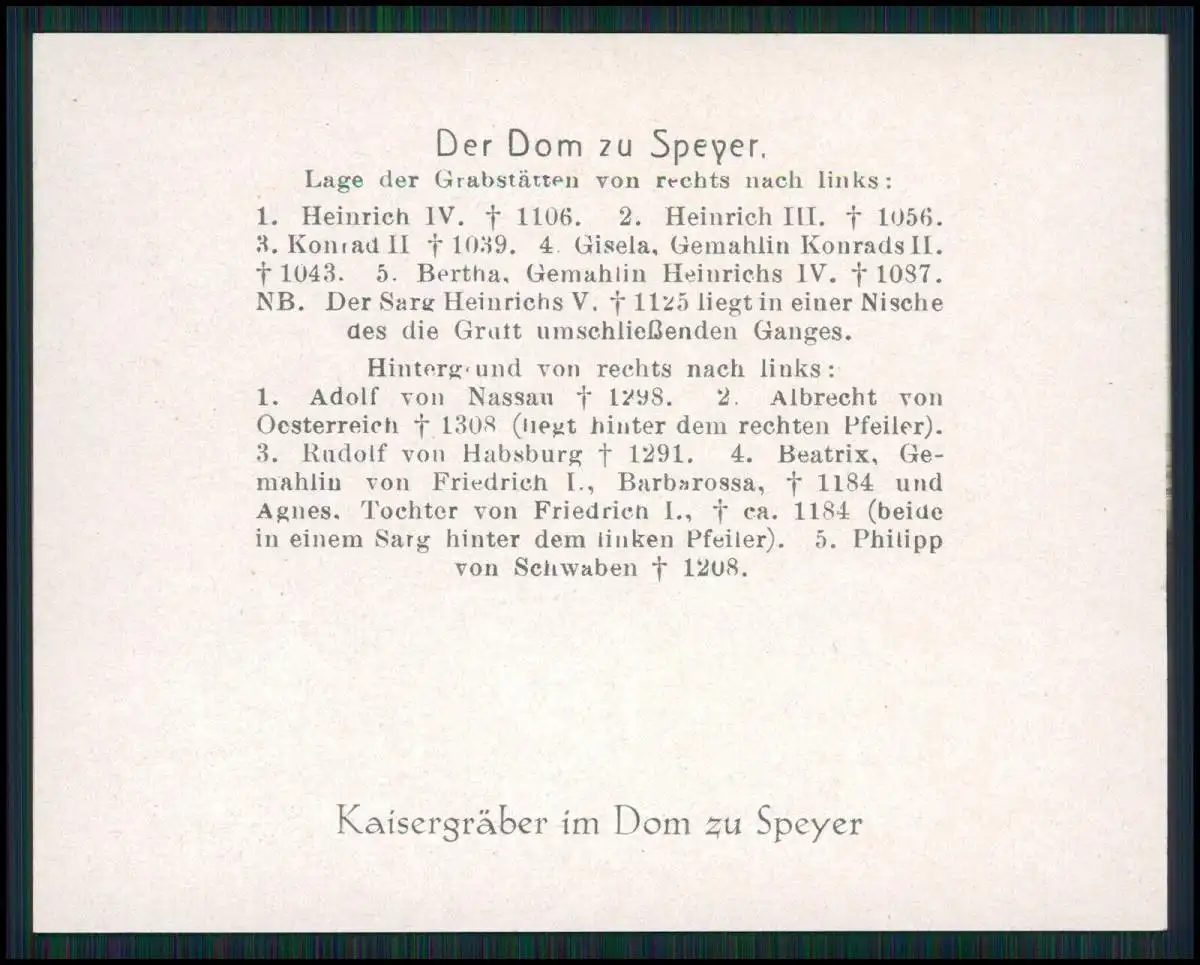 Der Dom zu Speyer.
Lage der Grabstätten von rechts nach links:
1. Heinrich IV. † 1106. 2. Heinrich III. † 1056.
3. Konrad II † 1039. 4. Gisela, Gemahlin Konrads II.
† 1043. 5. Bertha, Gemahlin Heinrichs IV. † 1087.
NB. Der Sarg Heinrichs V. † 1125 liegt in einer Nische
des die Gruft umschließenden Ganges.
Hintergrund von rechts nach links:
1. Adolf von Nassau † 1298. 2. Albrecht von
Oesterreich † 1308 (liegt hinter dem rechten Pfeiler).
3. Rudolf von Habsburg † 1291. 4. Beatrix, Ge-
mahlin von Friedrich I., Barbarossa, † 1184 und
Agnes, Tochter von Friedrich I., † ca. 1184 (beide
in einem Sarg hinter dem linken Pfeiler). 5. Philipp
von Schwaben † 1208.
Kaisergräber im Dom zu Speyer